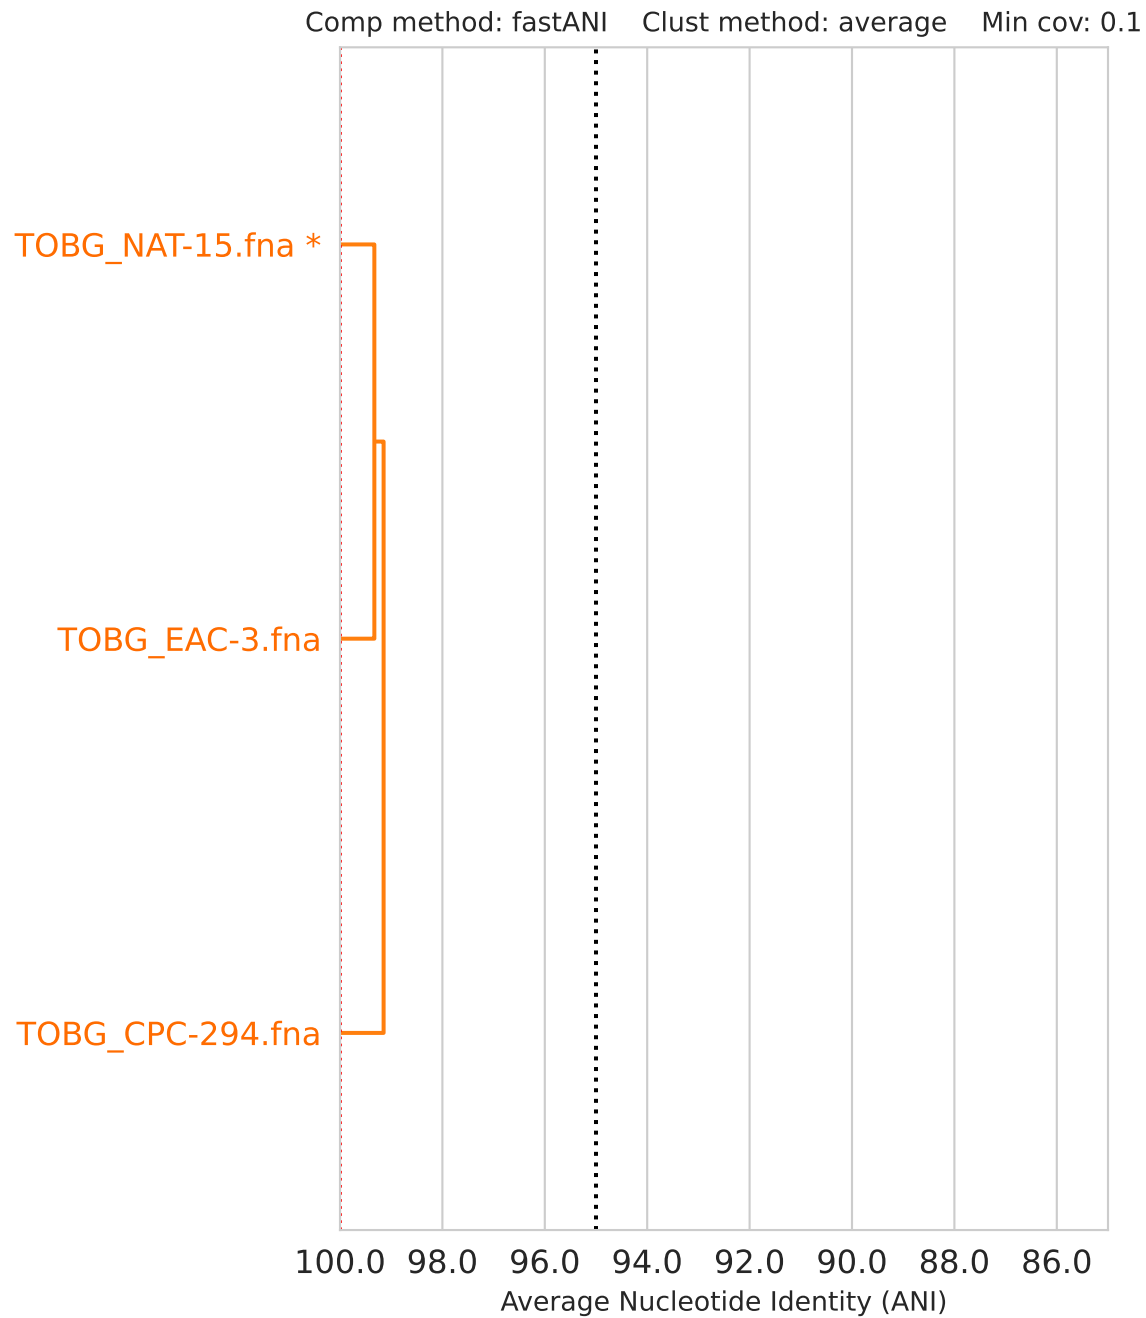 Comp method: fastANI    Clust method: average    Min cov: 0.1
TOBG_NAT-15.fna *
TOBG_EAC-3.fna
TOBG_CPC-294.fna
100.0 98.0 96.0 94.0 92.0 90.0 88.0 86.0
Average Nucleotide Identity (ANI)